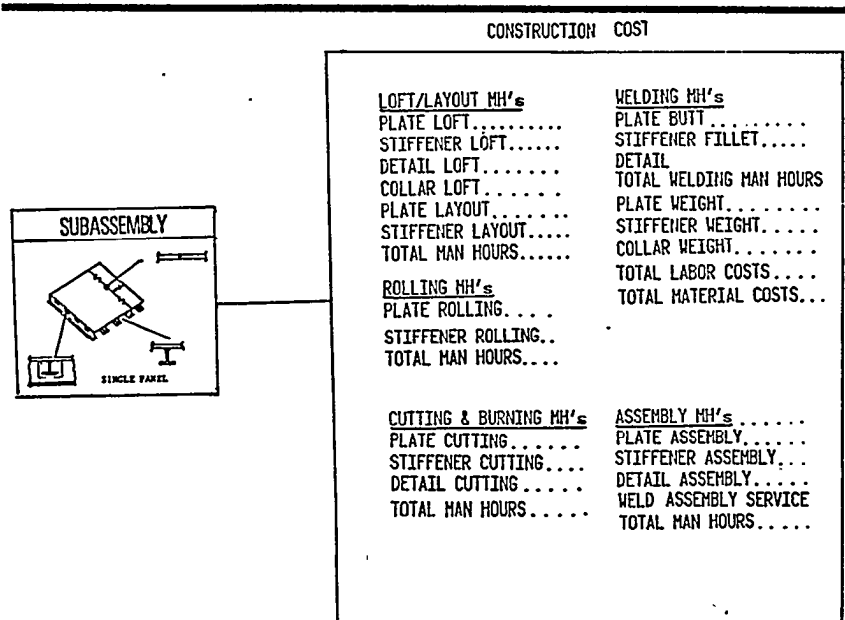 CONSTRUCTION COST
SUBASSEMBLY
SINGLE PANEL
LOFT/LAYOUT MH's
PLATE LOFT..........
STIFFENER LOFT......
DETAIL LOFT.......
COLLAR LOFT.......
PLATE LAYOUT.......
STIFFENER LAYOUT.....
TOTAL MAN HOURS......
ROLLING MH's
PLATE ROLLING.....
STIFFENER ROLLING..
TOTAL MAN HOURS....
CUTTING & BURNING MH's
PLATE CUTTING.......
STIFFENER CUTTING....
DETAIL CUTTING......
TOTAL MAN HOURS......
WELDING MH's
PLATE BUTT..........
STIFFENER FILLET.....
DETAIL
TOTAL WELDING MAN HOURS
PLATE WEIGHT........
STIFFENER WEIGHT.....
COLLAR WEIGHT.......
TOTAL LABOR COSTS....
TOTAL MATERIAL COSTS...
ASSEMBLY MH's......
PLATE ASSEMBLY......
STIFFENER ASSEMBLY...
DETAIL ASSEMBLY.....
WELD ASSEMBLY SERVICE
TOTAL MAN HOURS.....